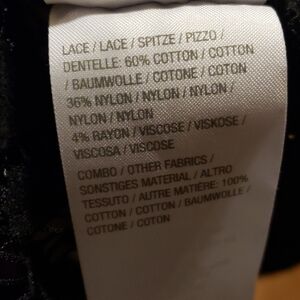 LACE / LACE / SPITZE / PIZZO /
DENTELLE: 60% COTTON / COTTON
/ BAUMWOLLE / COTONE / COTON
36% NYLON / NYLON / NYLON /
NYLON / NYLON
4% RAYON / VISCOSE / VISKOSE /
VISCOSA / VISCOSE
COMBO / OTHER FABRICS /
SONSTIGES MATERIAL / ALTRO
TESSUTO / AUTRE MATIÈRE: 100%
COTTON / COTTON / BAUMWOLLE /
COTONE / COTON